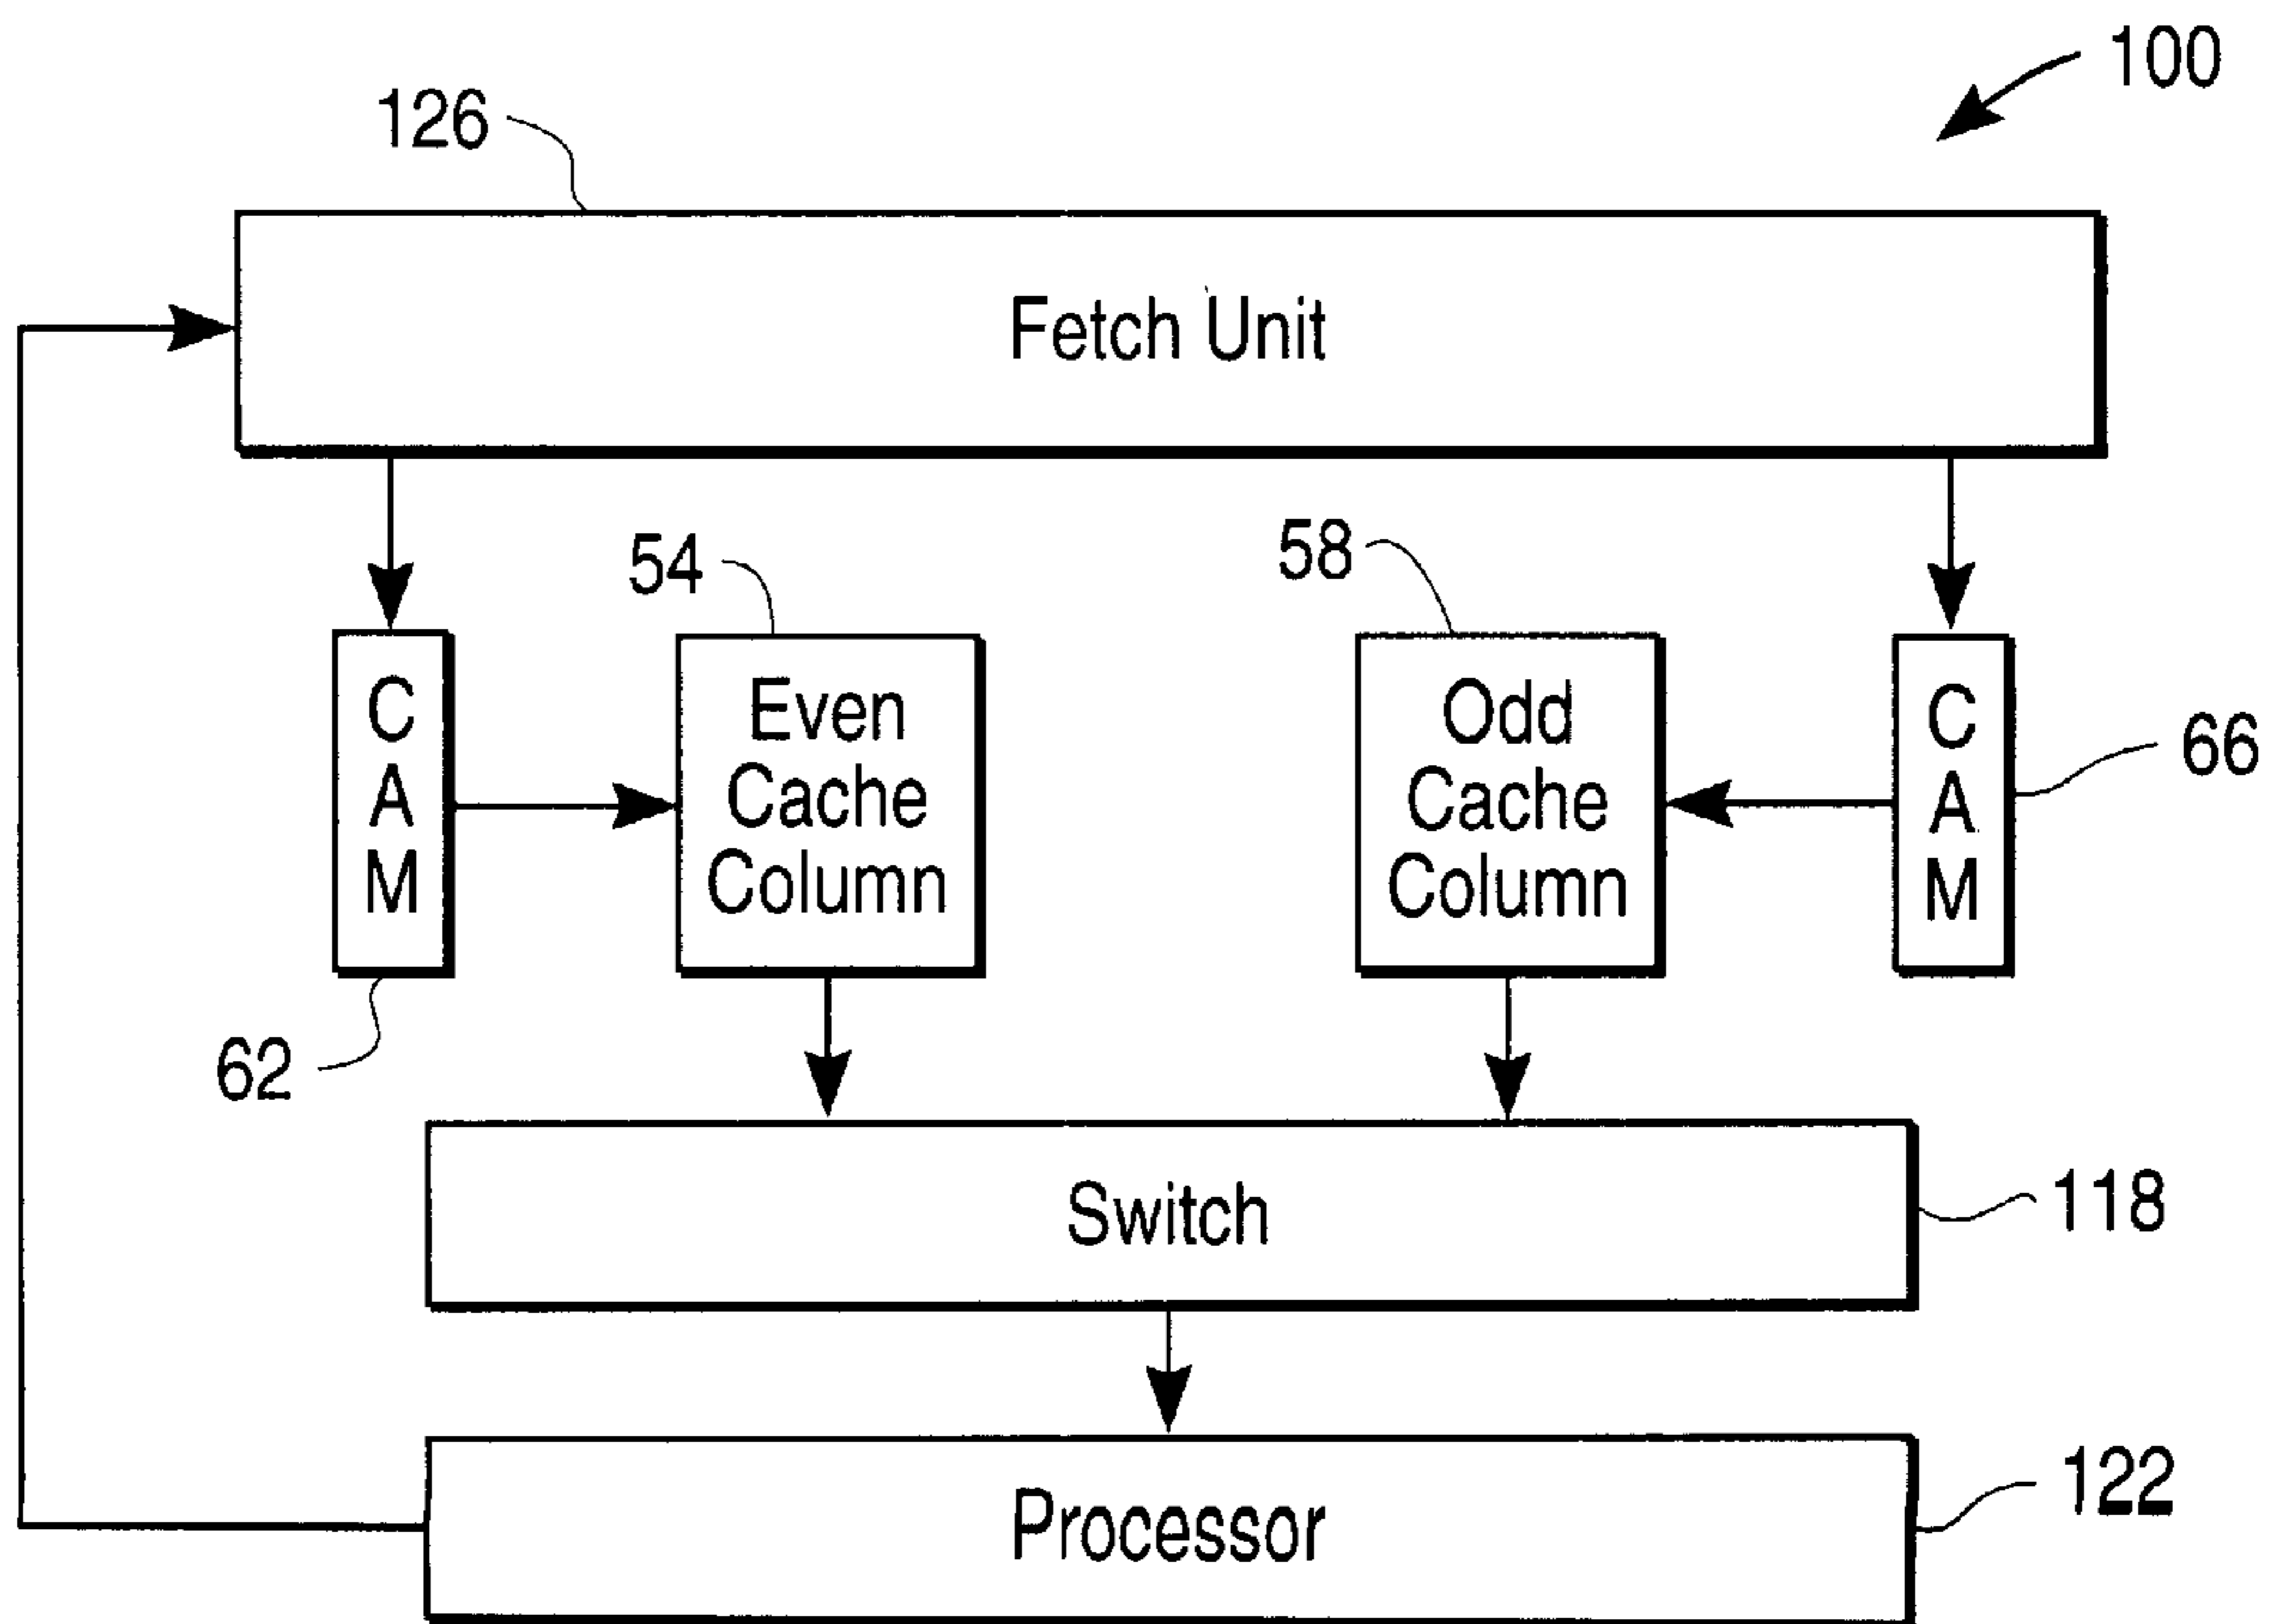 100
126
Fetch Unit
54
58
C
A
M
Even
Cache
Column
Odd
Cache
Column
C
A
M
66
62
Switch
118
Processor
122